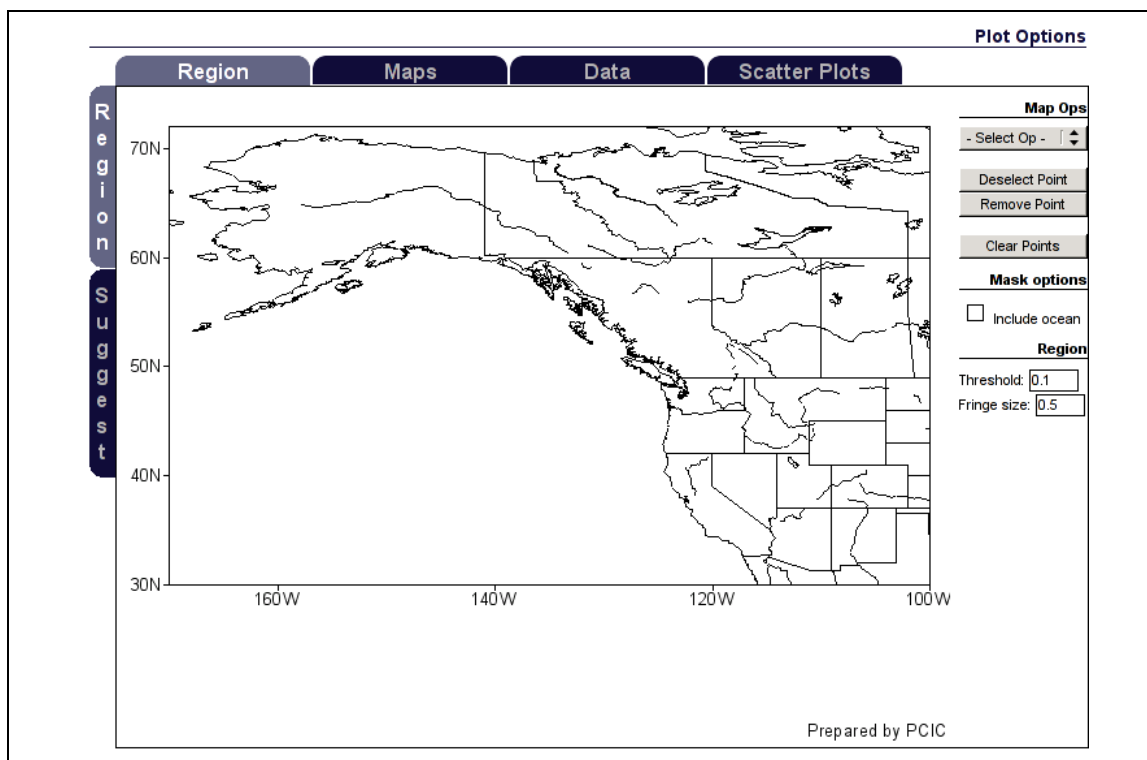 Plot Options
Region Maps Data Scatter Plots
Region
Suggest
Map Ops
- Select Op -
Deselect Point
Remove Point
Clear Points
Mask options
Include ocean
Region
Threshold: 0.1
Fringe size: 0.5
70N
60N
50N
40N
30N
160W 140W 120W 100W
Prepared by PCIC